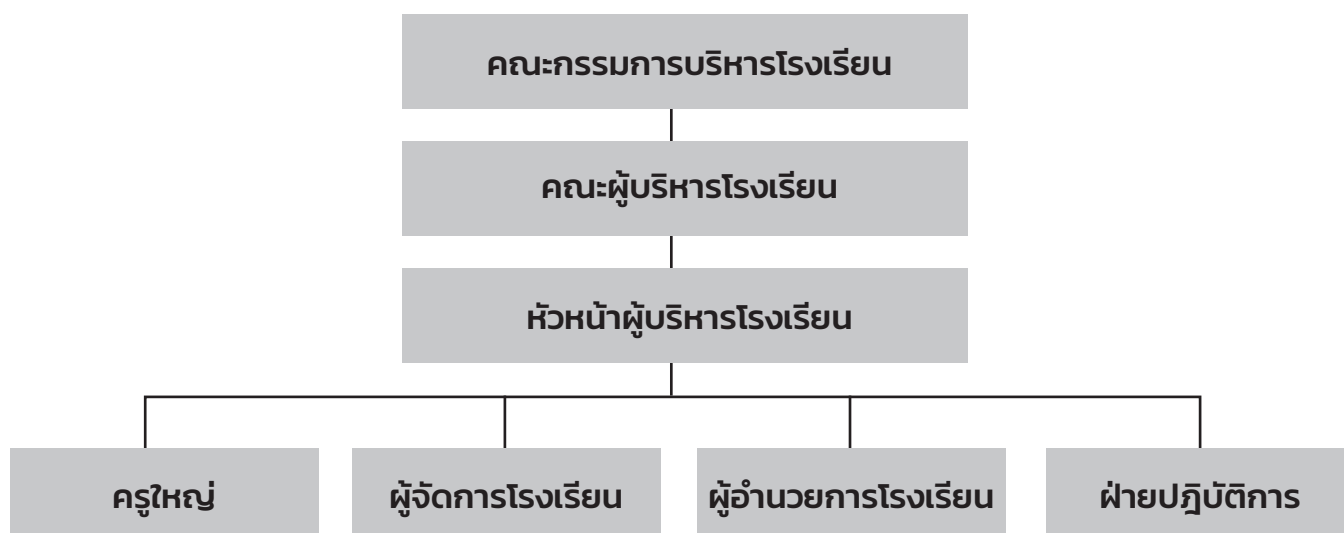 คณะกรรมการบริหารโรงเรียน
คณะผู้บริหารโรงเรียน
หัวหน้าผู้บริหารโรงเรียน
ครูใหญ่
ผู้จัดการโรงเรียน
ผู้อำนวยการโรงเรียน
ฝ่ายปฎิบัติการ